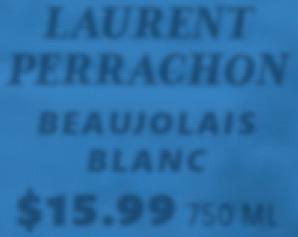 LAURENT
PERRACHON
BEAUJOLAIS
BLANC
$15.99 750 ML